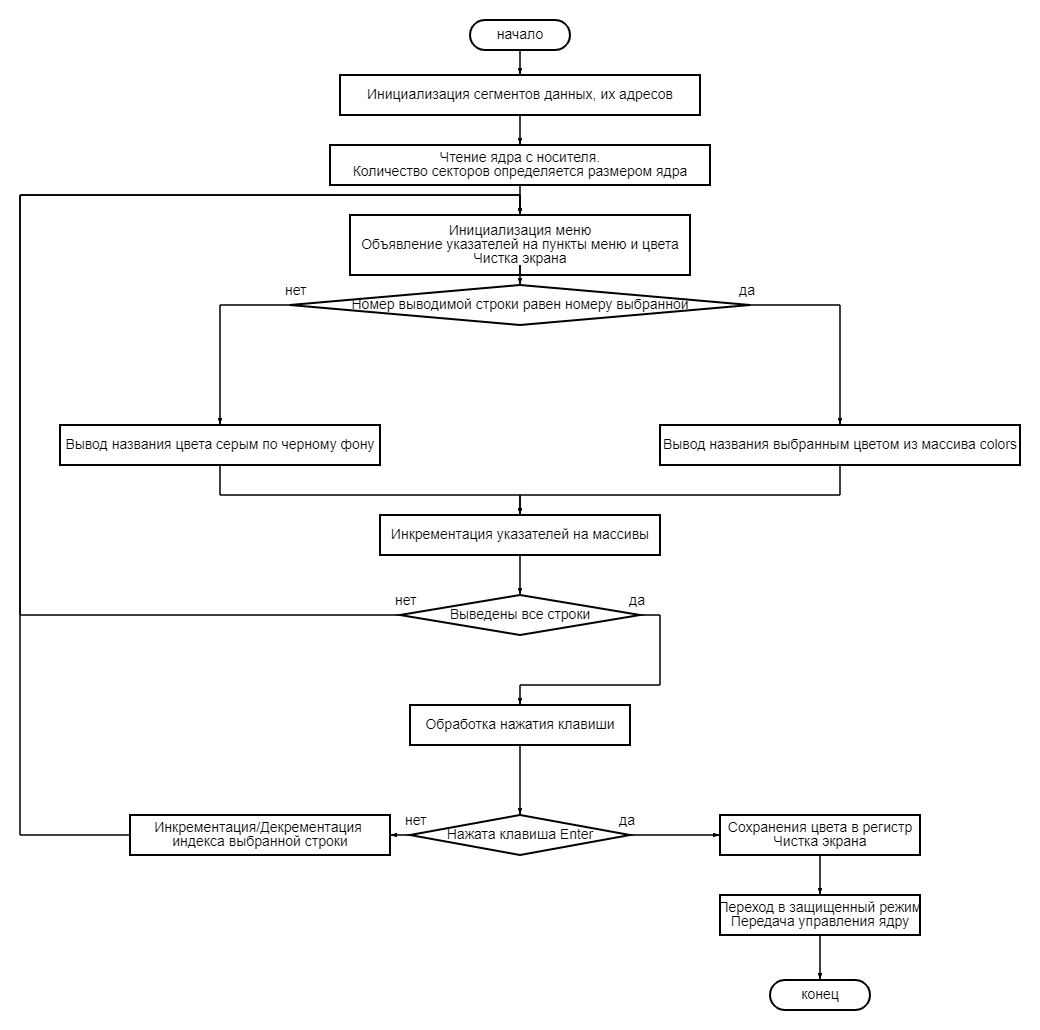 начало
Инициализация сегментов данных, их адресов
Чтение ядра с носителя.
Количество секторов определяется размером ядра
Инициализация меню
Объявление указателей на пункты меню и цвета
Чистка экрана
нет
да
Номер выводимой строки равен номеру выбранной
Вывод названия цвета серым по черному фону
Вывод названия выбранным цветом из массива colors
Инкрементация указателей на массивы
нет
да
Выведены все строки
Обработка нажатия клавиши
нет
да
Инкрементация/Декрементация
индекса выбранной строки
Нажата клавиша Enter
Сохранения цвета в регистр
Чистка экрана
Переход в защищенный режим
Передача управления ядру
конец